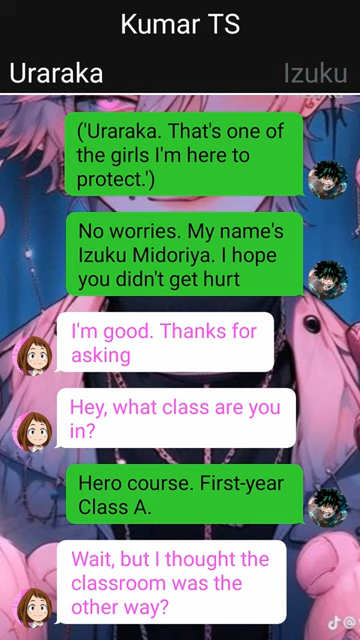 Kumar TS
Uraraka
Izuku
('Uraraka. That's one of
the girls I'm here to
protect.')
No worries. My name's
Izuku Midoriya. I hope
you didn't get hurt
I'm good. Thanks for
asking
Hey, what class are you
in?
Hero course. First-year
Class A.
Wait, but I thought the
classroom was the
other way?
@